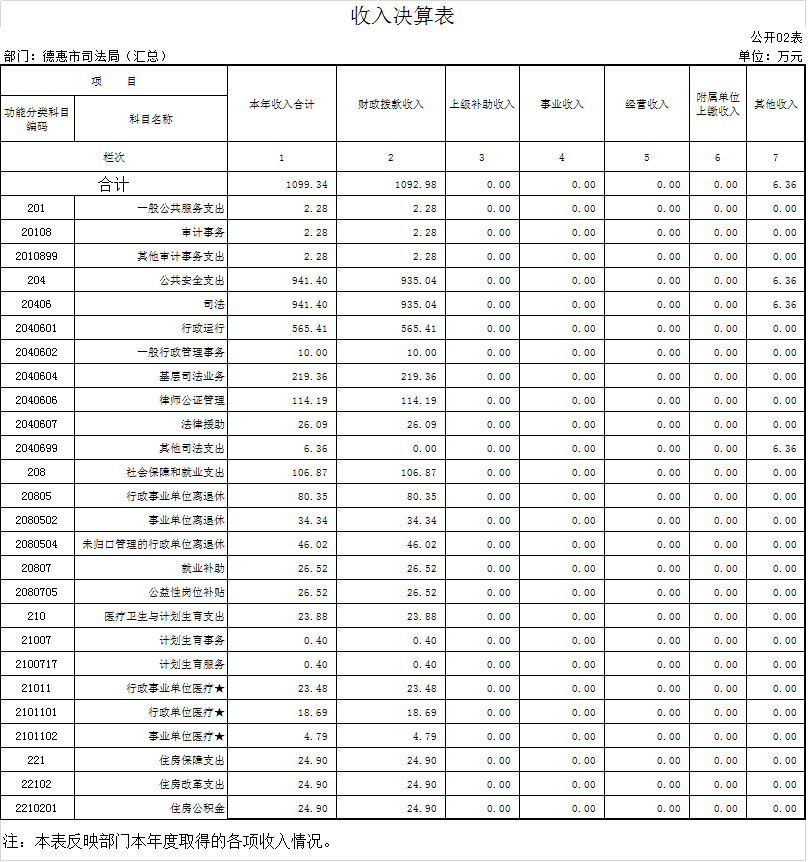 收入决算表
公开02表
部门：德惠市司法局（汇总） 单位：万元
项 目 本年收入合计 财政拨款收入 上级补助收入 事业收入 经营收入 附属单位上缴收入 其他收入
功能分类科目编码 科目名称
栏次 1 2 3 4 5 6 7
合计 1099.34 1092.98 0.00 0.00 0.00 0.00 6.36
201 一般公共服务支出 2.28 2.28 0.00 0.00 0.00 0.00 0.00
20108 审计事务 2.28 2.28 0.00 0.00 0.00 0.00 0.00
2010899 其他审计事务支出 2.28 2.28 0.00 0.00 0.00 0.00 0.00
204 公共安全支出 941.40 935.04 0.00 0.00 0.00 0.00 6.36
20406 司法 941.40 935.04 0.00 0.00 0.00 0.00 6.36
2040601 行政运行 565.41 565.41 0.00 0.00 0.00 0.00 0.00
2040602 一般行政管理事务 10.00 10.00 0.00 0.00 0.00 0.00 0.00
2040604 基层司法业务 219.36 219.36 0.00 0.00 0.00 0.00 0.00
2040606 律师公证管理 114.19 114.19 0.00 0.00 0.00 0.00 0.00
2040607 法律援助 26.09 26.09 0.00 0.00 0.00 0.00 0.00
2040699 其他司法支出 6.36 0.00 0.00 0.00 0.00 0.00 6.36
208 社会保障和就业支出 106.87 106.87 0.00 0.00 0.00 0.00 0.00
20805 行政事业单位离退休 80.35 80.35 0.00 0.00 0.00 0.00 0.00
2080502 事业单位离退休 34.34 34.34 0.00 0.00 0.00 0.00 0.00
2080504 未归口管理的行政单位离退休 46.02 46.02 0.00 0.00 0.00 0.00 0.00
20807 就业补助 26.52 26.52 0.00 0.00 0.00 0.00 0.00
2080705 公益性岗位补贴 26.52 26.52 0.00 0.00 0.00 0.00 0.00
210 医疗卫生与计划生育支出 23.88 23.88 0.00 0.00 0.00 0.00 0.00
21007 计划生育事务 0.40 0.40 0.00 0.00 0.00 0.00 0.00
2100717 计划生育服务 0.40 0.40 0.00 0.00 0.00 0.00 0.00
21011 行政事业单位医疗★ 23.48 23.48 0.00 0.00 0.00 0.00 0.00
2101101 行政单位医疗★ 18.69 18.69 0.00 0.00 0.00 0.00 0.00
2101102 事业单位医疗★ 4.79 4.79 0.00 0.00 0.00 0.00 0.00
221 住房保障支出 24.90 24.90 0.00 0.00 0.00 0.00 0.00
22102 住房改革支出 24.90 24.90 0.00 0.00 0.00 0.00 0.00
2210201 住房公积金 24.90 24.90 0.00 0.00 0.00 0.00 0.00
注：本表反映部门本年度取得的各项收入情况。